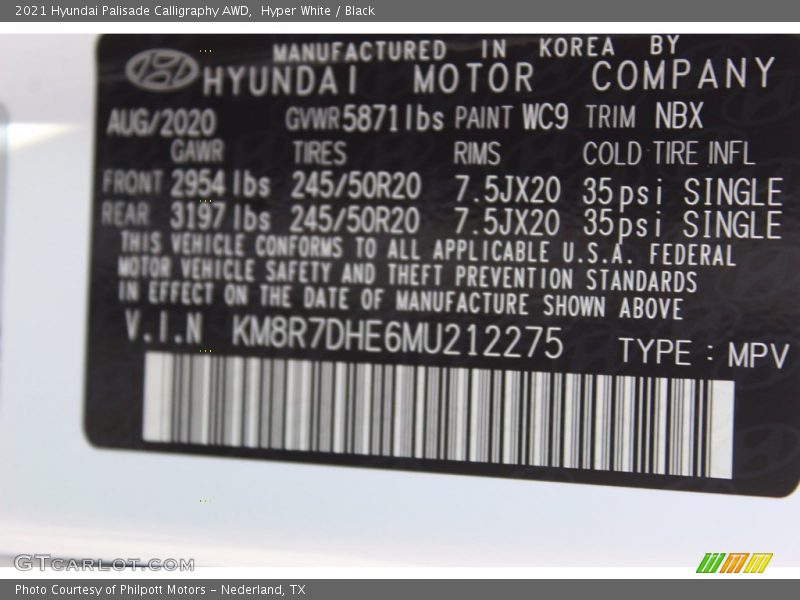 2021 Hyundai Palisade Calligraphy AWD, Hyper White / Black
MANUFACTURED IN KOREA BY
HYUNDAI MOTOR COMPANY
AUG/2020 GVWR 5871lbs PAINT WC9 TRIM NBX
GAWR TIRES RIMS COLD TIRE INFL
FRONT 2954 lbs 245/50R20 7.5JX20 35psi SINGLE
REAR 3197 lbs 245/50R20 7.5JX20 35psi SINGLE
THIS VEHICLE CONFORMS TO ALL APPLICABLE U.S.A. FEDERAL
MOTOR VEHICLE SAFETY AND THEFT PREVENTION STANDARDS
IN EFFECT ON THE DATE OF MANUFACTURE SHOWN ABOVE
V.I.N KM8R7DHE6MU212275 TYPE : MPV
GTCARLOT.COM
Photo Courtesy of Philpott Motors - Nederland, TX